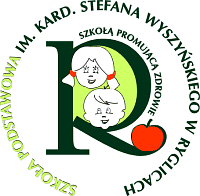 SZKOŁA PODSTAWOWA IM. KARD. STEFANA WYSZYŃSKIEGO W RYGLICACH
SZKOŁA PROMUJĄCA ZDROWIE
R